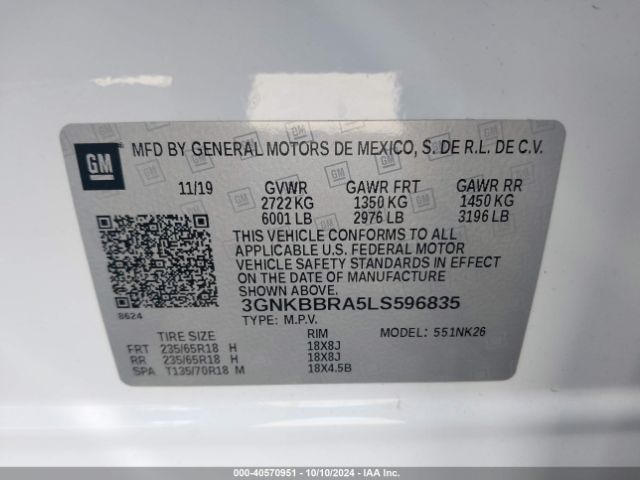 GM MFD BY GENERAL MOTORS DE MEXICO, S. DE R.L. DE C.V.
11/19 GVWR GAWR FRT GAWR RR
2722 KG 1350 KG 1450 KG
6001 LB 2976 LB 3196 LB
THIS VEHICLE CONFORMS TO ALL
APPLICABLE U.S. FEDERAL MOTOR
VEHICLE SAFETY STANDARDS IN EFFECT
ON THE DATE OF MANUFACTURE
SHOWN ABOVE.
3GNKBBRA5LS596835
8624
TYPE: M.P.V.
TIRE SIZE RIM MODEL: 551NK26
FRT 235/65R18 H 18X8J
RR 235/65R18 H 18X8J
SPA T135/70R18 M 18X4.5B
000-40570951 - 10/10/2024 - IAA Inc.